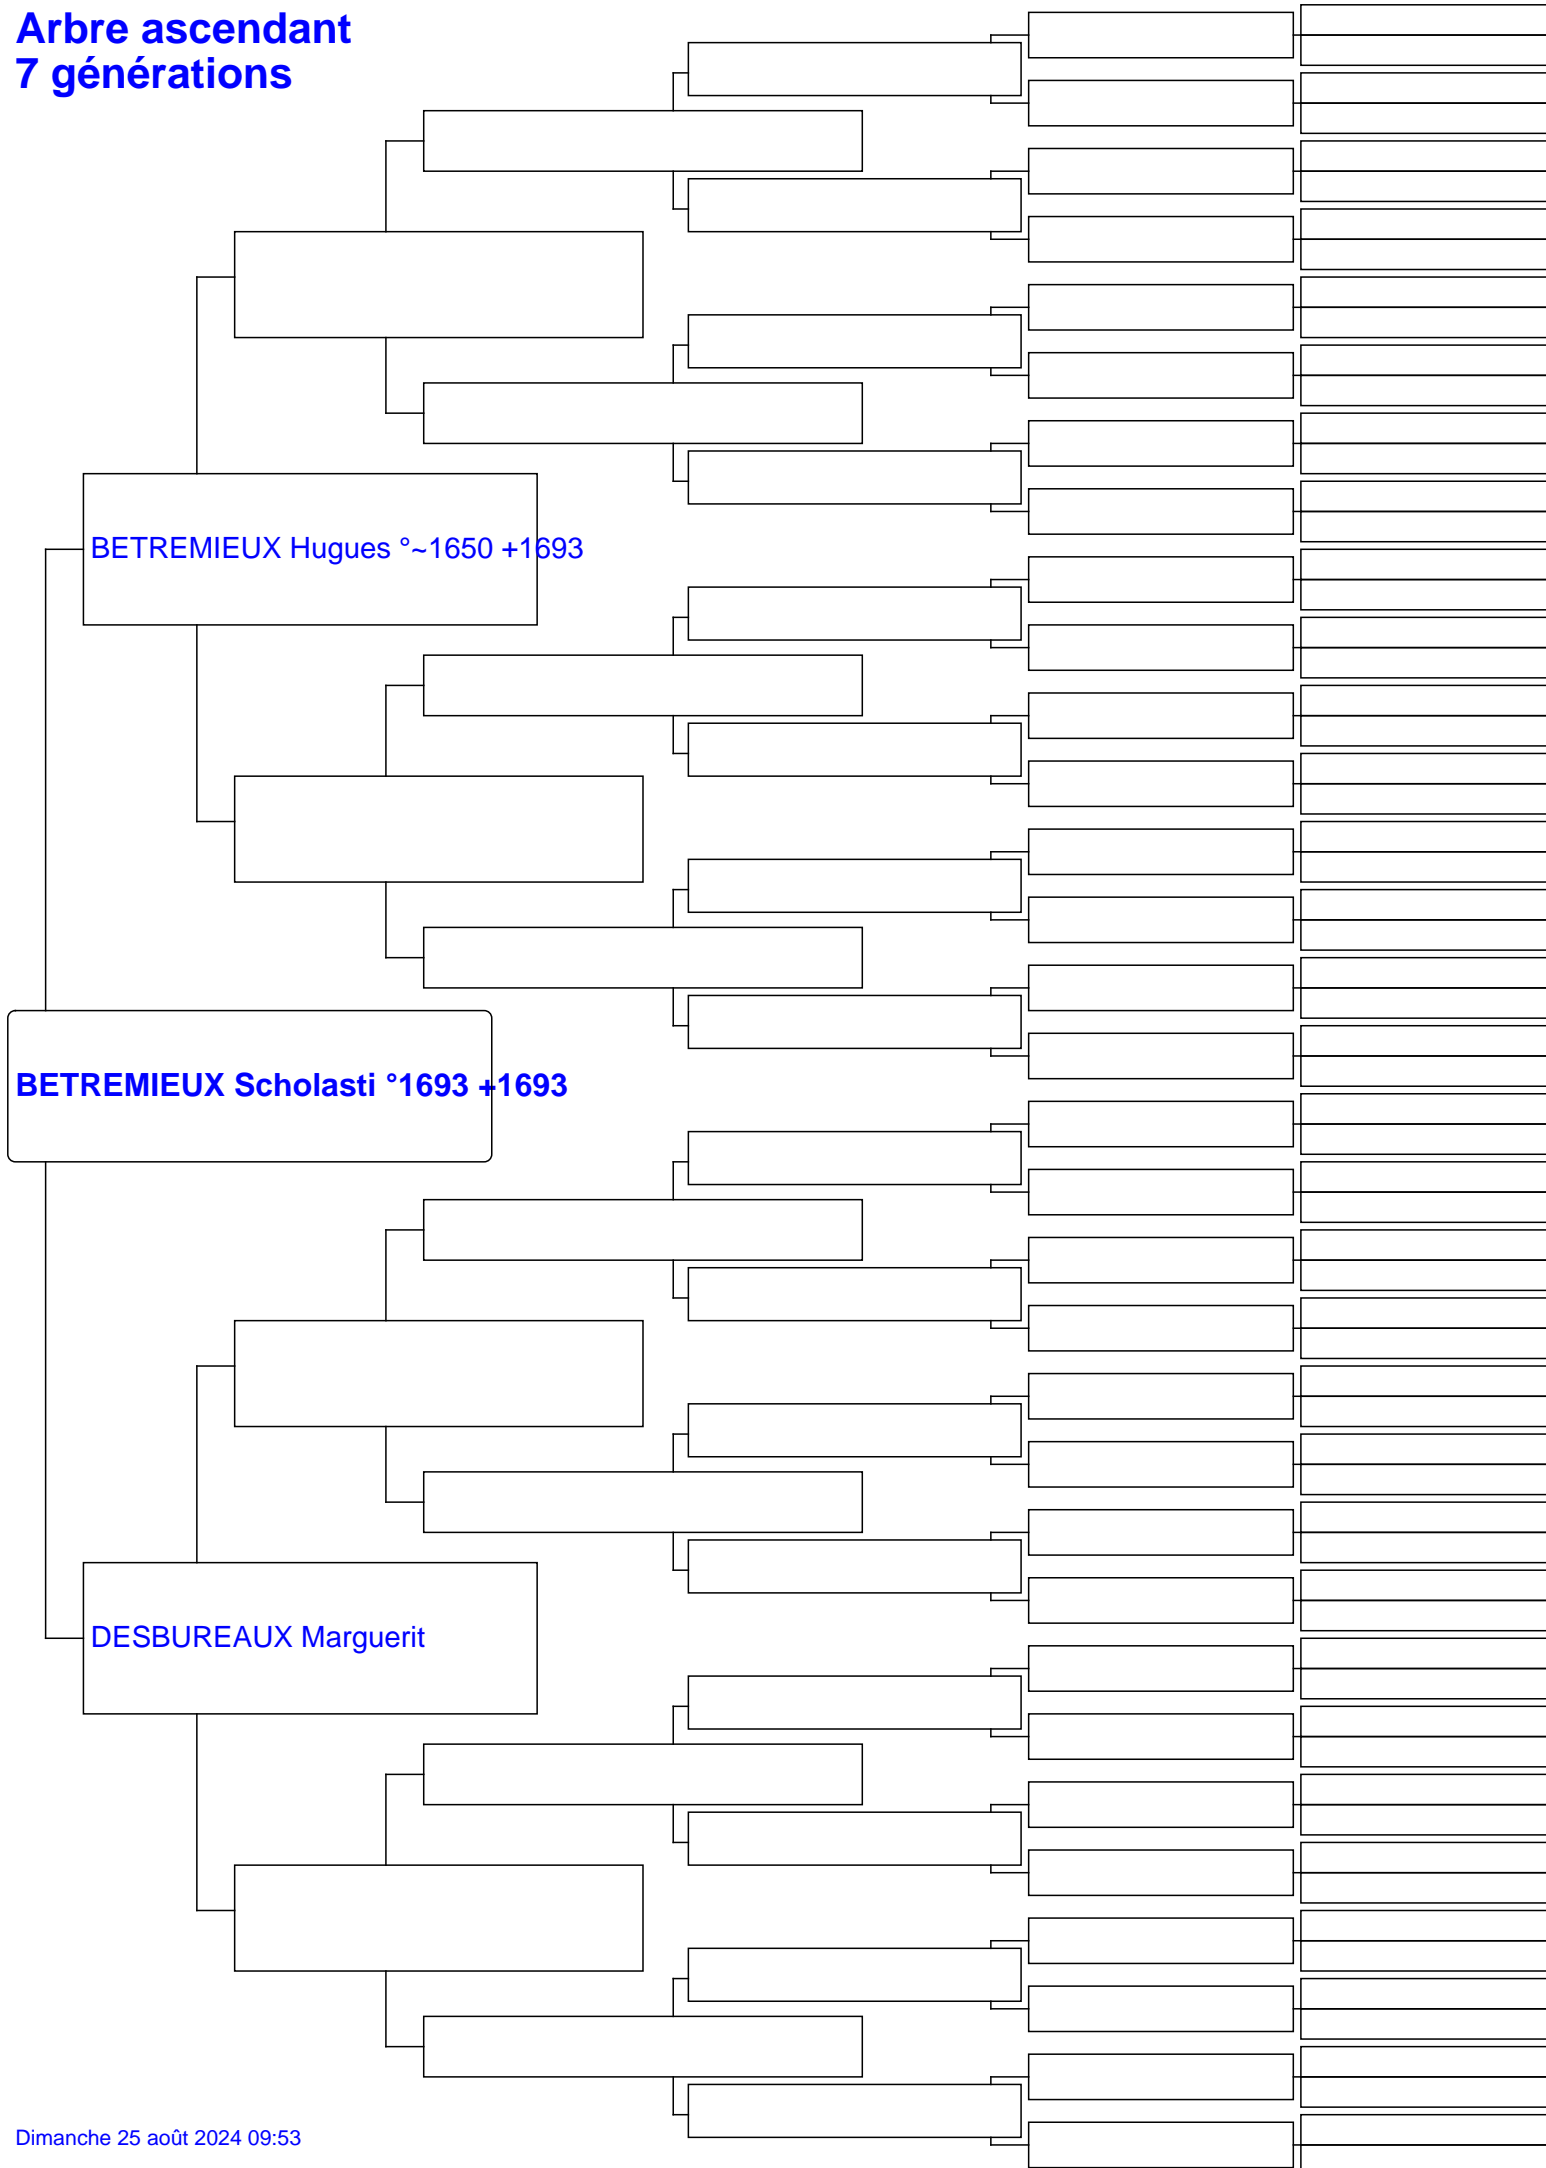 Arbre ascendant
7 générations
BETREMIEUX Hugues °~1650 +1693
BETREMIEUX Scholasti °1693 +1693
DESBUREAUX Marguerit
Dimanche 25 août 2024 09:53